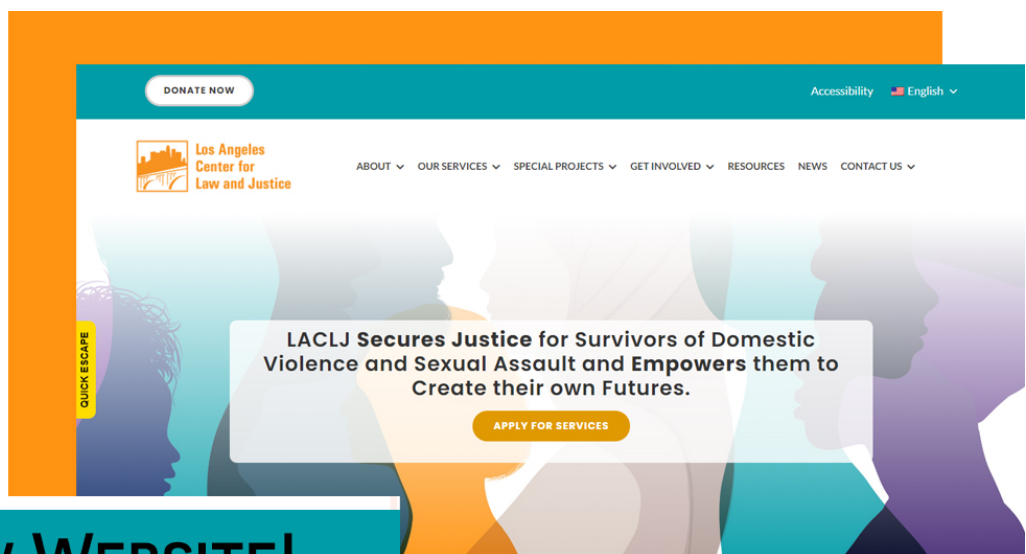 DONATE NOW
Accessibility English
Los Angeles
Center for
Law and Justice
ABOUT OUR SERVICES SPECIAL PROJECTS GET INVOLVED RESOURCES NEWS CONTACT US
QUICK ESCAPE
LACLJ Secures Justice for Survivors of Domestic
Violence and Sexual Assault and Empowers them to
Create their own Futures.
APPLY FOR SERVICES
WEBSITE!